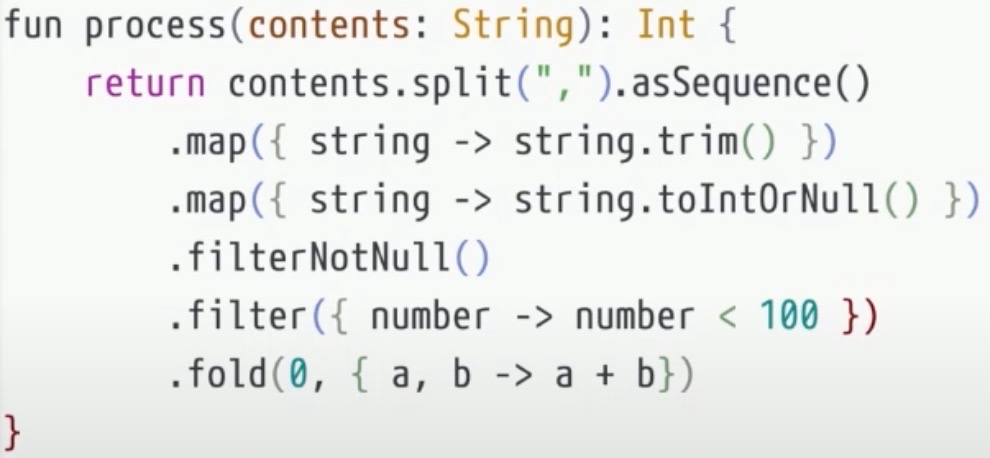 fun process(contents: String): Int {
    return contents.split(",").asSequence()
        .map({ string -> string.trim() })
        .map({ string -> string.toIntOrNull() })
        .filterNotNull()
        .filter({ number -> number < 100 })
        .fold(0, { a, b -> a + b})
}